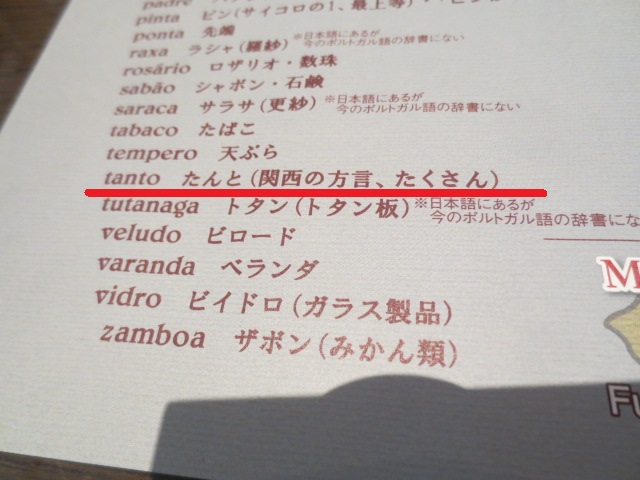 padre
pinta ピン(サイコロの1、最上等)・
ponta 先端
raxa ラシャ(羅紗)※日本語にあるが
今のポルトガル語の辞書にない
rosário ロザリオ・数珠
sabão シャボン・石鹸
saraca サラサ(更紗)※日本語にあるが
今のポルトガル語の辞書にない
tabaco たばこ
tempero 天ぷら
tanto たんと(関西の方言、たくさん)
tutanaga トタン(トタン板)※日本語にあるが
今のポルトガル語の辞書にな
veludo ビロード
varanda ベランダ
vidro ビイドロ(ガラス製品)
zamboa ザボン(みかん類)
M
Fu